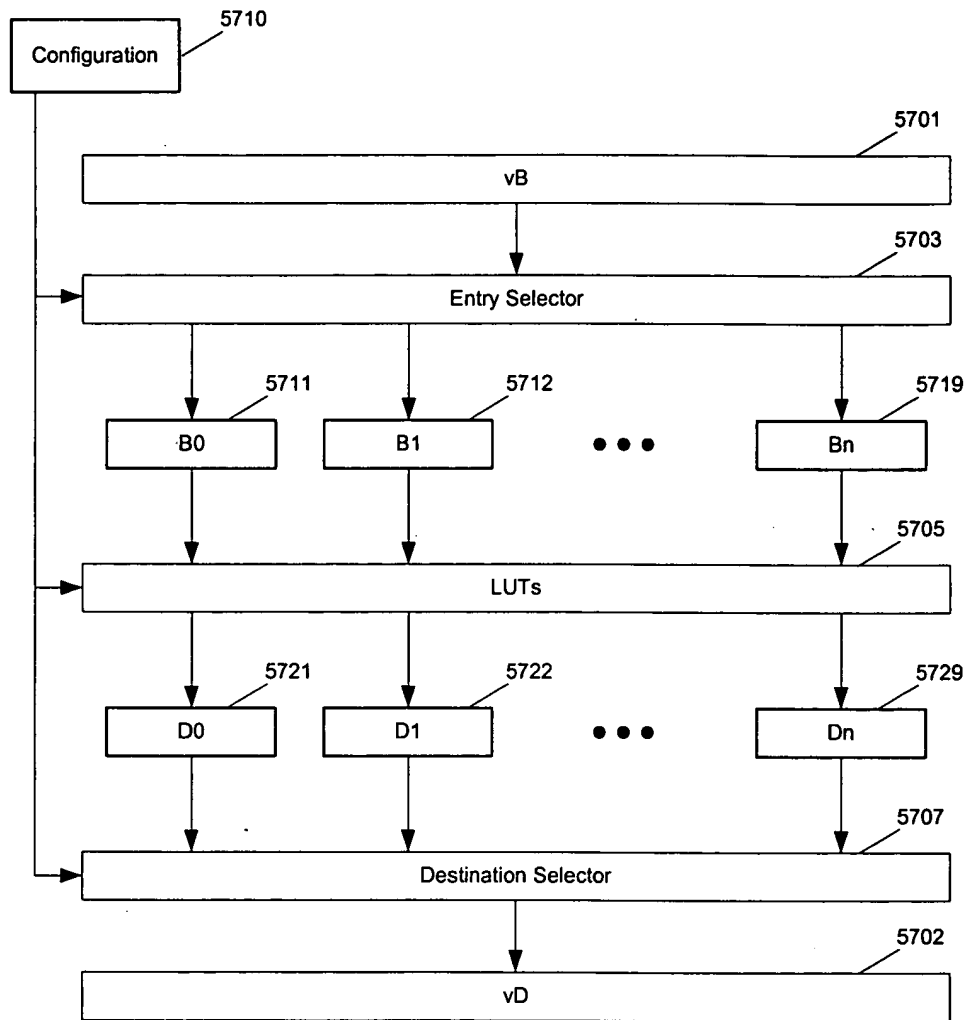 5710
Configuration
5701
vB
5703
Entry Selector
5711
5712
5719
B0
B1
Bn
5705
LUTs
5721
5722
5729
D0
D1
Dn
5707
Destination Selector
5702
vD